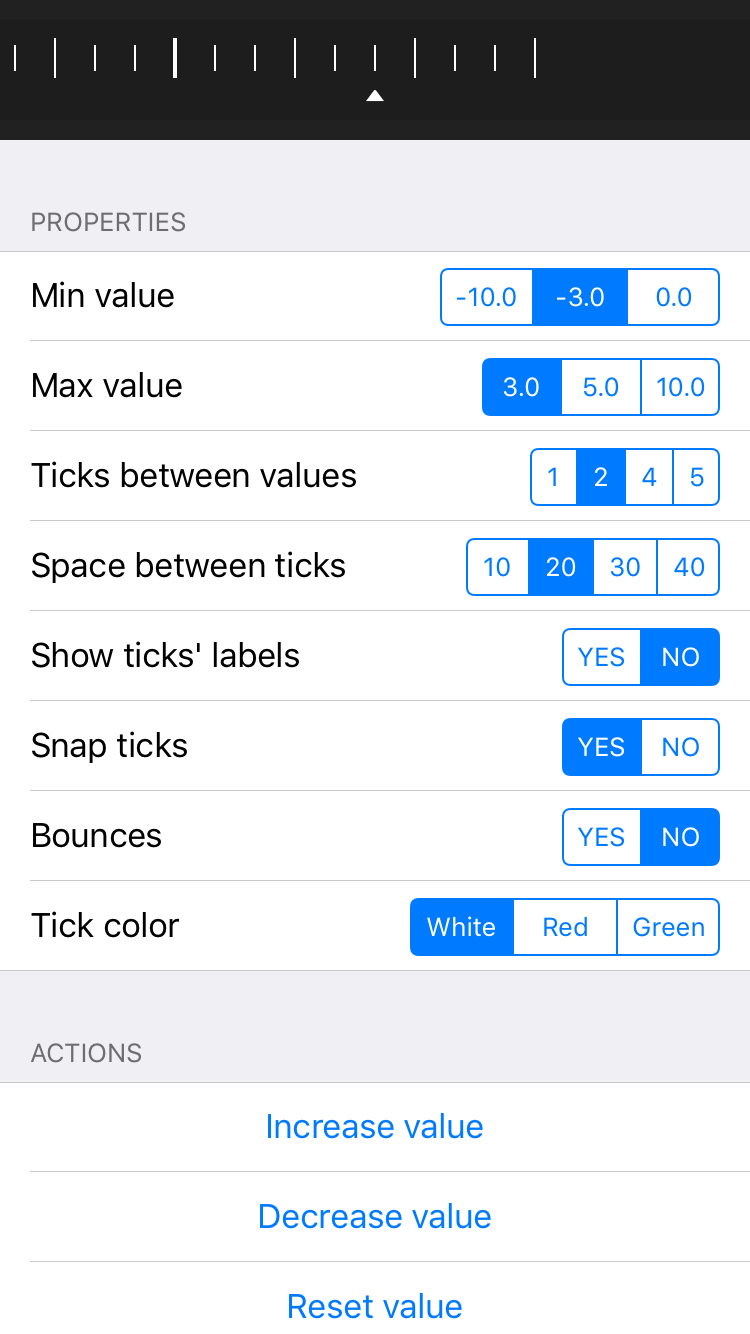 PROPERTIES
Min value -10.0 -3.0 0.0
Max value 3.0 5.0 10.0
Ticks between values 1 2 4 5
Space between ticks 10 20 30 40
Show ticks' labels YES NO
Snap ticks YES NO
Bounces YES NO
Tick color White Red Green
ACTIONS
Increase value
Decrease value
Reset value